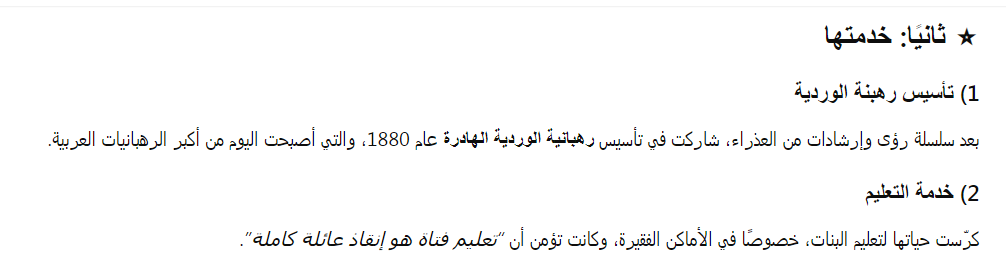 ★ ثانيًا: خدمتها
1) تأسيس رهبنة الوردية
بعد سلسلة رؤى وإرشادات من العذراء، شاركت في تأسيس رهبانية الوردية الهادرة عام 1880، والتي أصبحت اليوم من أكبر الرهبانيات العربية.
2) خدمة التعليم
كرّست حياتها لتعليم البنات، خصوصًا في الأماكن الفقيرة، وكانت تؤمن أن “تعليم فتاة هو إنقاذ عائلة كاملة”.